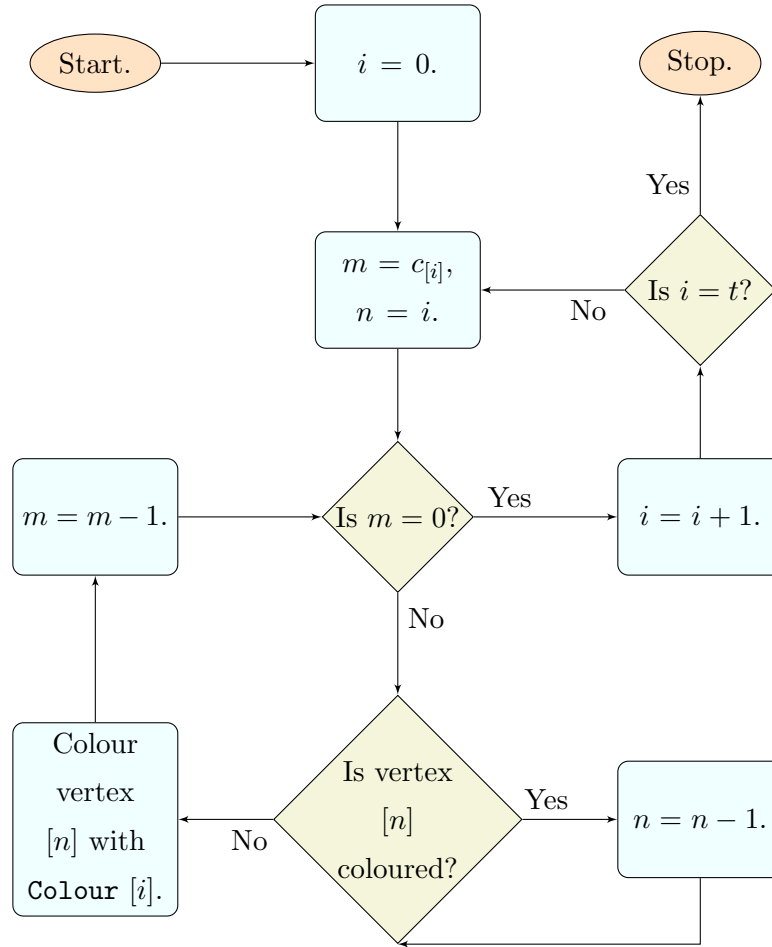 Start.
i = 0.
Stop.
Yes
m = c_{[i]},
n = i.
No
Is i = t?
m = m − 1.
Is m = 0?
Yes
i = i + 1.
No
Colour
vertex
[n] with
Colour [i].
No
Is vertex
[n]
coloured?
Yes
n = n − 1.